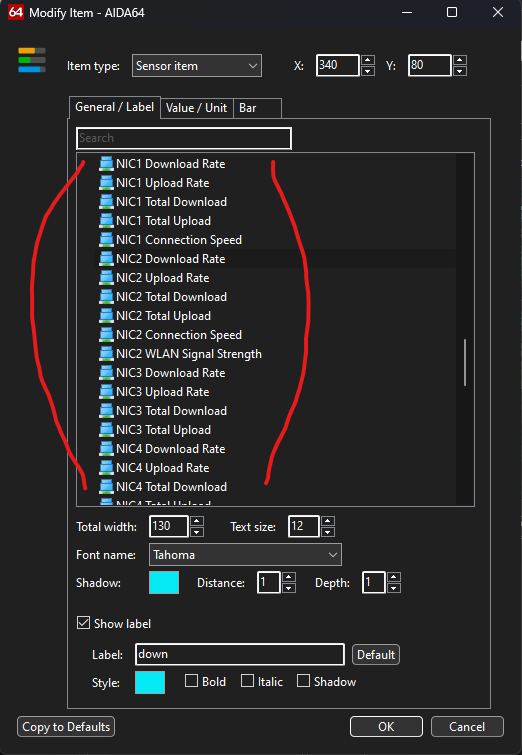 64 Modify Item - AIDA64
Item type: Sensor item X: 340 Y: 80
General / Label Value / Unit Bar
Search
NIC1 Download Rate
NIC1 Upload Rate
NIC1 Total Download
NIC1 Total Upload
NIC1 Connection Speed
NIC2 Download Rate
NIC2 Upload Rate
NIC2 Total Download
NIC2 Total Upload
NIC2 Connection Speed
NIC2 WLAN Signal Strength
NIC3 Download Rate
NIC3 Upload Rate
NIC3 Total Download
NIC3 Total Upload
NIC4 Download Rate
NIC4 Upload Rate
NIC4 Total Download
NIC4 Total Upload
Total width: 130 Text size: 12
Font name: Tahoma
Shadow: Distance: 1 Depth: 1
Show label
Label: down Default
Style: Bold Italic Shadow
Copy to Defaults OK Cancel